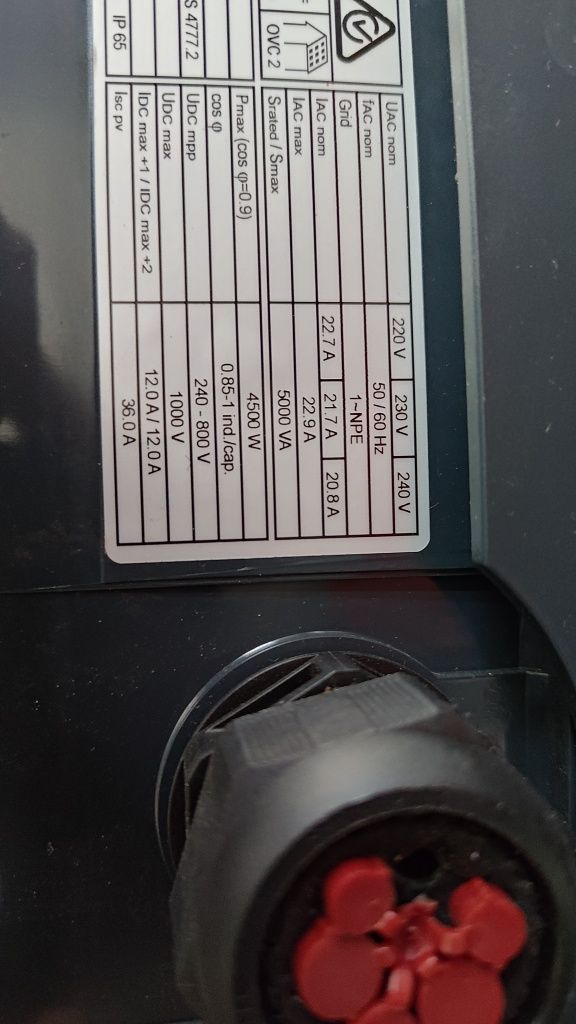 S 4777.2
IP 65
OVC 2
UAC nom 220 V 230 V 240 V
fAC nom 50 / 60 Hz
Grid 1~NPE
IAC nom 22.7 A 21.7 A 20.8 A
IAC max 22.9 A
Srated / Smax 5000 VA
Pmax (cos φ=0.9) 4500 W
cos φ 0.85-1 ind./cap.
UDC mpp 240 - 800 V
UDC max 1000 V
IDC max +1 / IDC max +2 12.0 A / 12.0 A
Isc pv 36.0 A